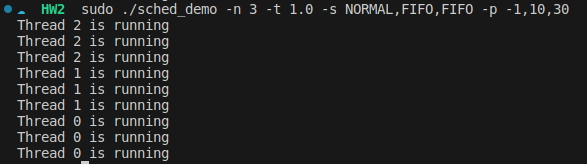 HW2 sudo ./sched_demo -n 3 -t 1.0 -s NORMAL,FIFO,FIFO -p -1,10,30
Thread 2 is running
Thread 2 is running
Thread 2 is running
Thread 1 is running
Thread 1 is running
Thread 1 is running
Thread 0 is running
Thread 0 is running
Thread 0 is running